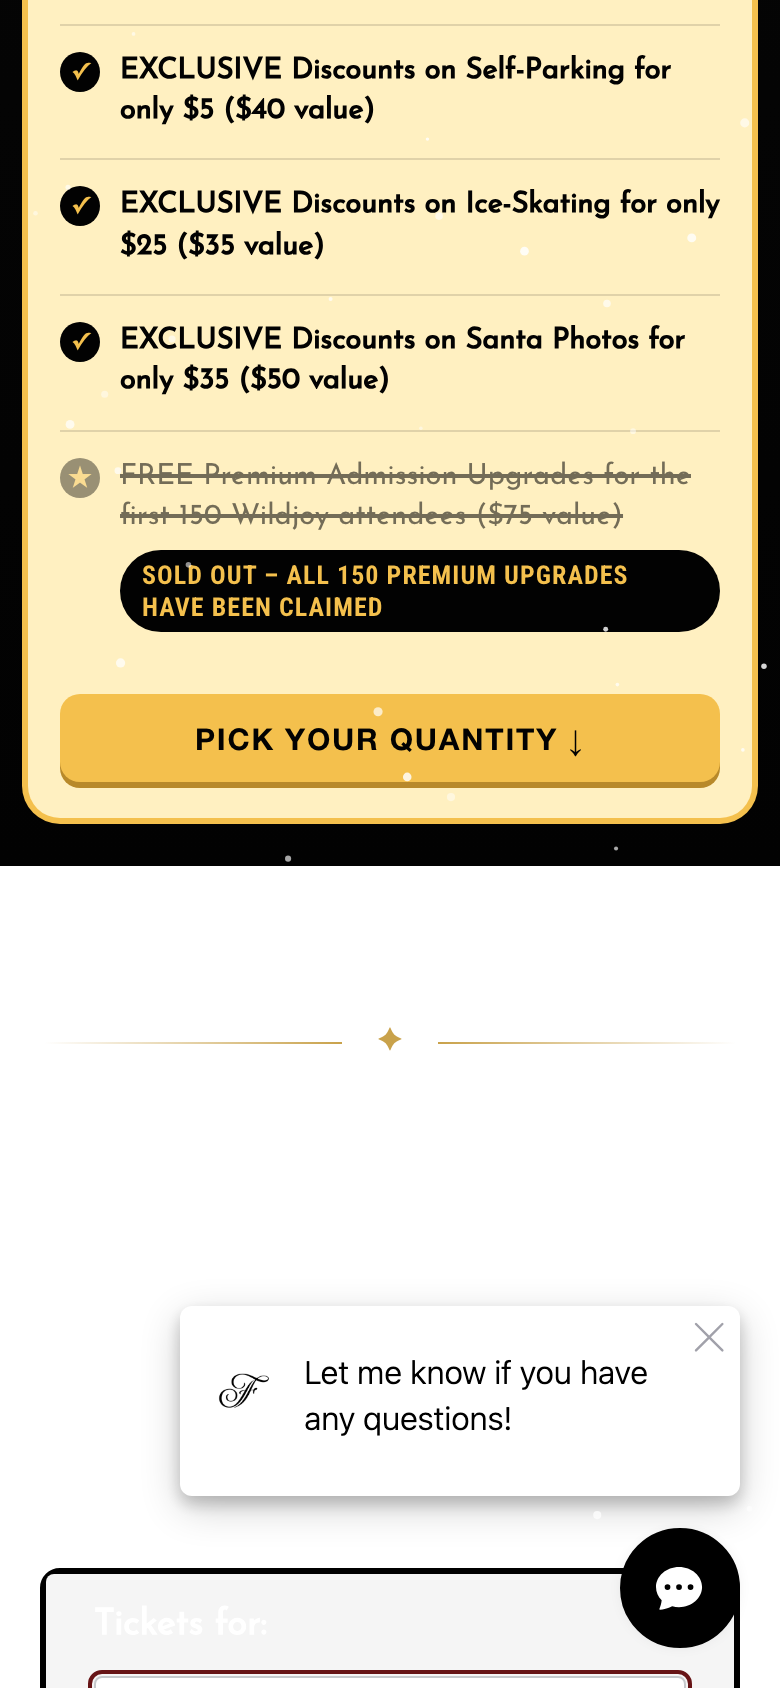 EXCLUSIVE Discounts on Self-Parking for
only $5 ($40 value)
EXCLUSIVE Discounts on Ice-Skating for only
$25 ($35 value)
EXCLUSIVE Discounts on Santa Photos for
only $35 ($50 value)
FREE Premium Admission Upgrades for the
first 150 Wildjoy attendees ($75 value)
SOLD OUT – ALL 150 PREMIUM UPGRADES
HAVE BEEN CLAIMED
PICK YOUR QUANTITY ↓
Let me know if you have
any questions!
Tickets for: